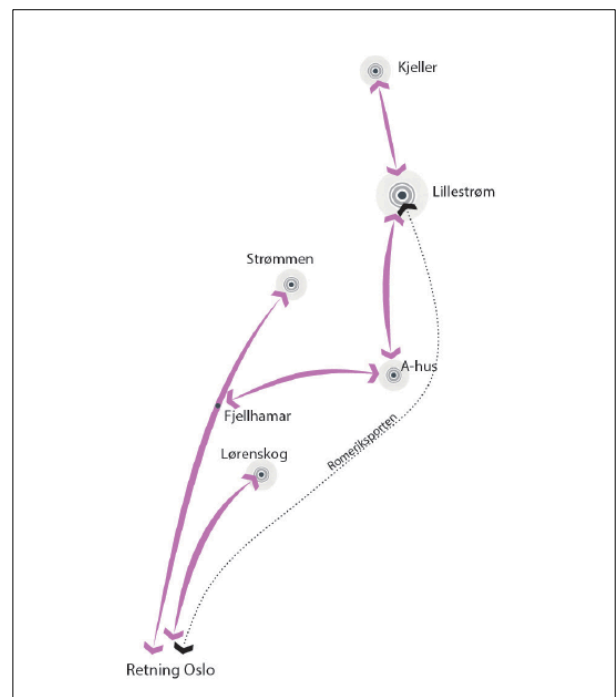 Kjeller
Lillestrøm
Strømmen
A-hus
Fjellhamar
Lørenskog
Romeriksporten
Retning Oslo